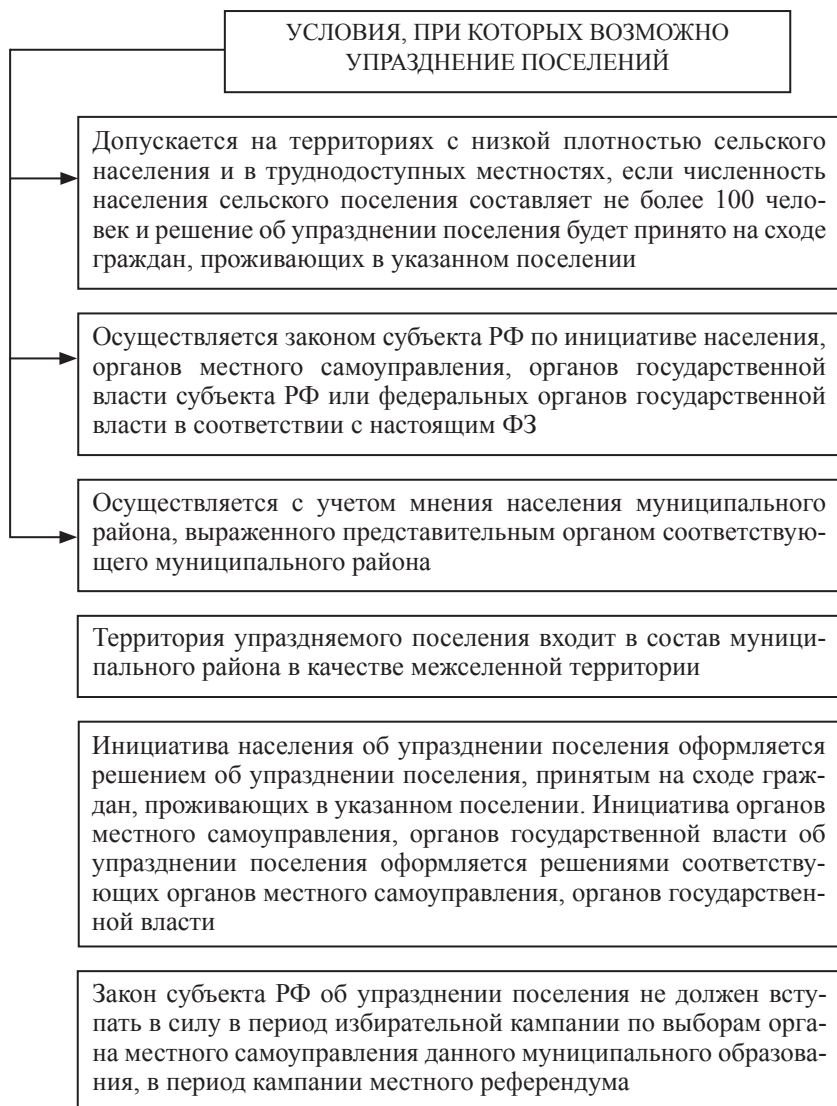 УСЛОВИЯ, ПРИ КОТОРЫХ ВОЗМОЖНО
УПРАЗДНЕНИЕ ПОСЕЛЕНИЙ
Допускается на территориях с низкой плотностью сельского
населения и в труднодоступных местностях, если численность
населения сельского поселения составляет не более 100 чело-
век и решение об упразднении поселения будет принято на сходе
граждан, проживающих в указанном поселении
Осуществляется законом субъекта РФ по инициативе населения,
органов местного самоуправления, органов государственной
власти субъекта РФ или федеральных органов государственной
власти в соответствии с настоящим ФЗ
Осуществляется с учетом мнения населения муниципального
района, выраженного представительным органом соответствую-
щего муниципального района
Территория упраздняемого поселения входит в состав муници-
пального района в качестве межселенной территории
Инициатива населения об упразднении поселения оформляется
решением об упразднении поселения, принятым на сходе граж-
дан, проживающих в указанном поселении. Инициатива органов
местного самоуправления, органов государственной власти об
упразднении поселения оформляется решениями соответствую-
щих органов местного самоуправления, органов государствен-
ной власти
Закон субъекта РФ об упразднении поселения не должен всту-
пать в силу в период избирательной кампании по выборам орга-
на местного самоуправления данного муниципального образова-
ния, в период кампании местного референдума